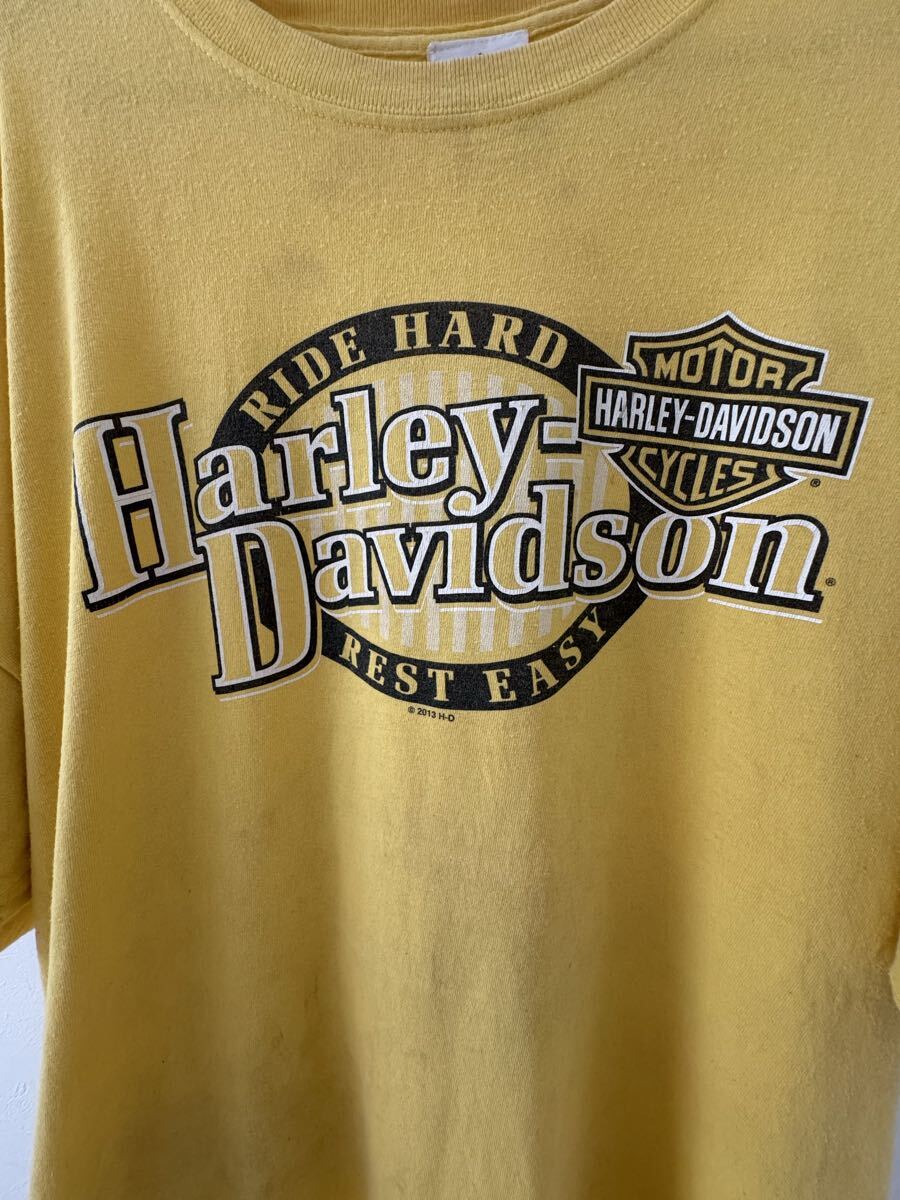 RIDE HARD
MOTOR
HARLEY-DAVIDSON
CYCLES
®
Harley-
Davidson
®
REST EASY
© 2013 H-D